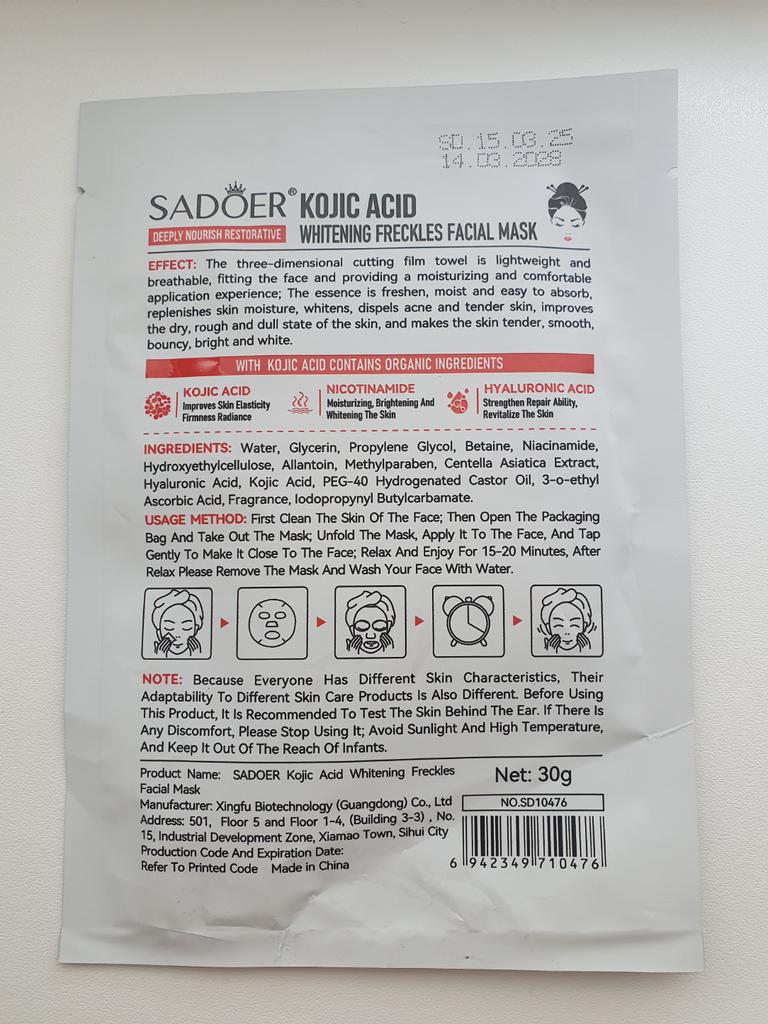 SD.15.03.25
14.03.2028
SADOER® KOJIC ACID
DEEPLY NOURISH RESTORATIVE WHITENING FRECKLES FACIAL MASK
EFFECT: The three-dimensional cutting film towel is lightweight and
breathable, fitting the face and providing a moisturizing and comfortable
application experience; The essence is freshen, moist and easy to absorb,
replenishes skin moisture, whitens, dispels acne and tender skin, improves
the dry, rough and dull state of the skin, and makes the skin tender, smooth,
bouncy, bright and white.
WITH KOJIC ACID CONTAINS ORGANIC INGREDIENTS
KOJIC ACID
Improves Skin Elasticity
Firmness Radiance
NICOTINAMIDE
Moisturizing, Brightening And
Whitening The Skin
HYALURONIC ACID
Strengthen Repair Ability,
Revitalize The Skin
INGREDIENTS: Water, Glycerin, Propylene Glycol, Betaine, Niacinamide,
Hydroxyethylcellulose, Allantoin, Methylparaben, Centella Asiatica Extract,
Hyaluronic Acid, Kojic Acid, PEG-40 Hydrogenated Castor Oil, 3-o-ethyl
Ascorbic Acid, Fragrance, Iodopropynyl Butylcarbamate.
USAGE METHOD: First Clean The Skin Of The Face; Then Open The Packaging
Bag And Take Out The Mask; Unfold The Mask, Apply It To The Face, And Tap
Gently To Make It Close To The Face; Relax And Enjoy For 15-20 Minutes, After
Relax Please Remove The Mask And Wash Your Face With Water.
NOTE: Because Everyone Has Different Skin Characteristics, Their
Adaptability To Different Skin Care Products Is Also Different. Before Using
This Product, It Is Recommended To Test The Skin Behind The Ear. If There Is
Any Discomfort, Please Stop Using It; Avoid Sunlight And High Temperature,
And Keep It Out Of The Reach Of Infants.
Product Name: SADOER Kojic Acid Whitening Freckles
Facial Mask
Manufacturer: Xingfu Biotechnology (Guangdong) Co., Ltd
Address: 501, Floor 5 and Floor 1-4, (Building 3-3) , No.
15, Industrial Development Zone, Xiamao Town, Sihui City
Production Code And Expiration Date:
Refer To Printed Code Made in China
Net: 30g
NO.SD10476
6 942349 710476